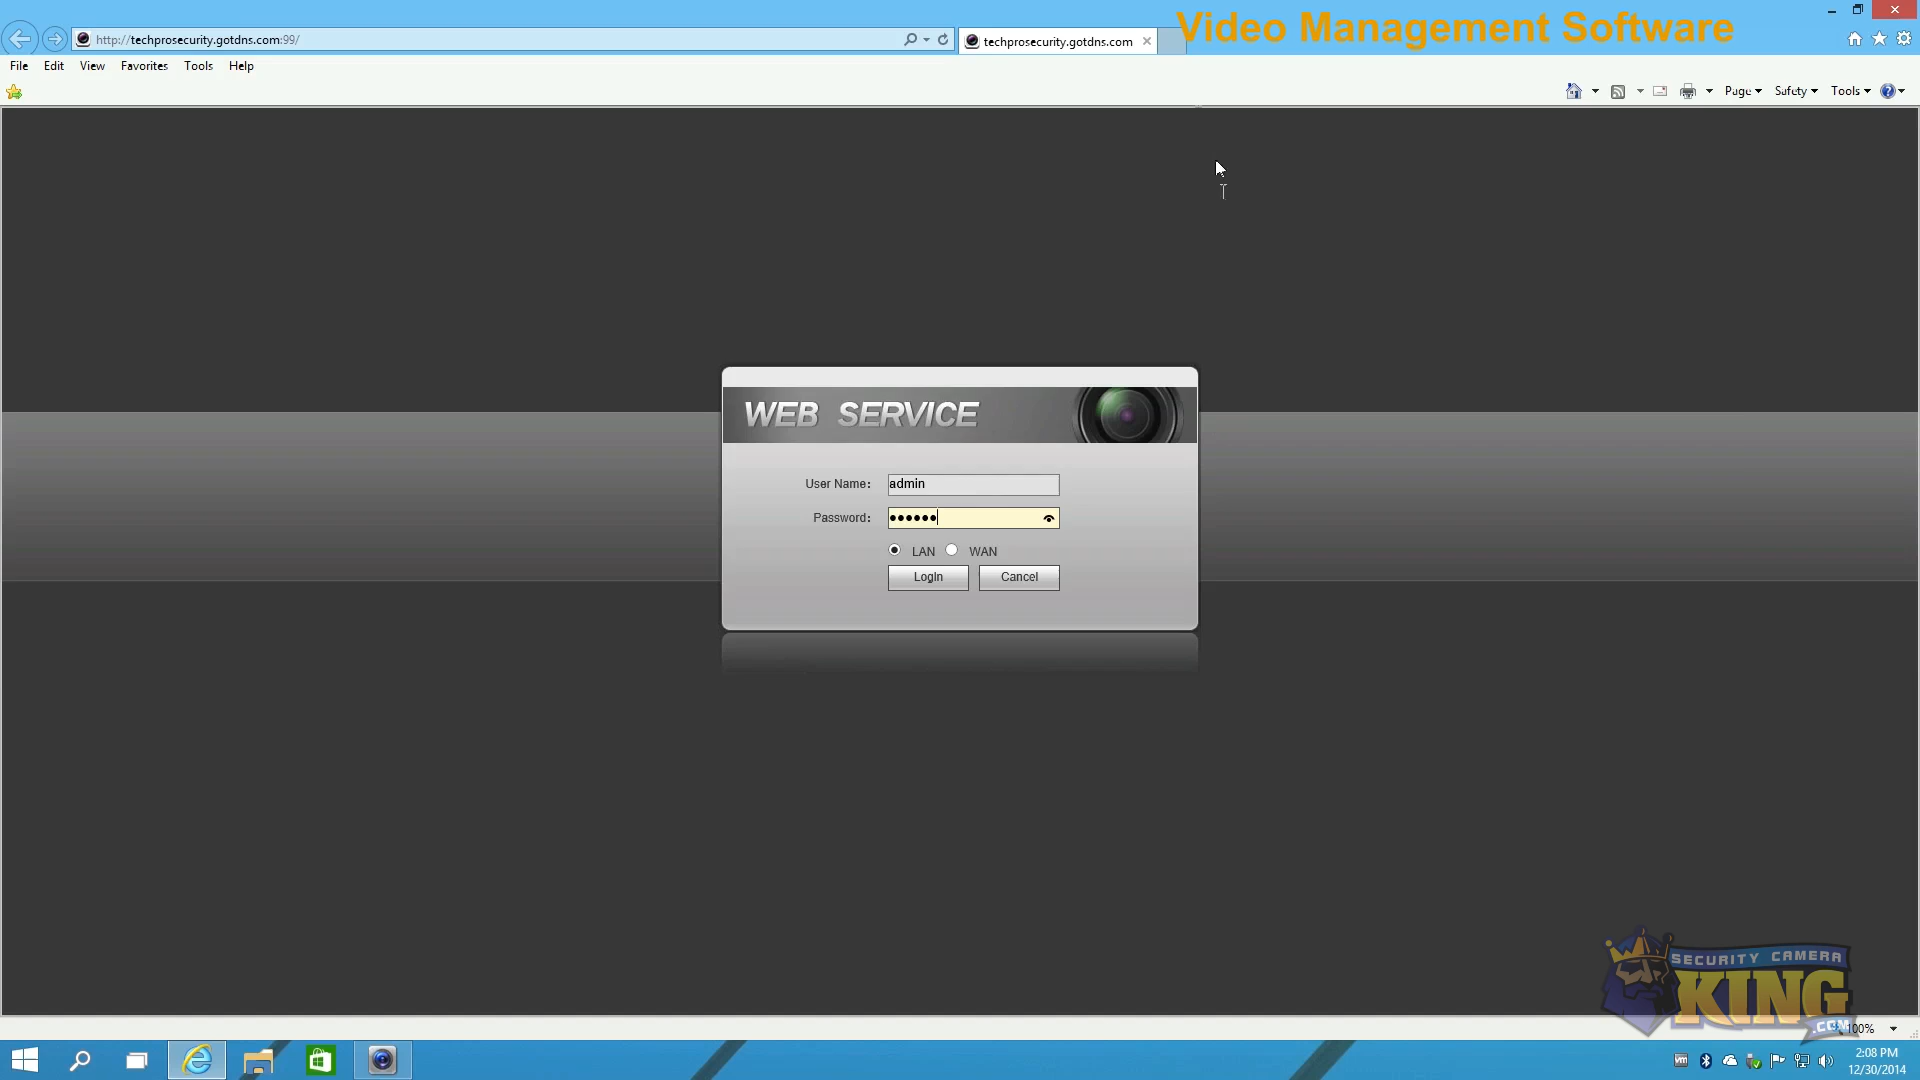 Video Management Software
http://techprosecurity.gotdns.com:99/
techprosecurity.gotdns.com
File Edit View Favorites Tools Help
Page Safety Tools
WEB SERVICE
User Name: admin
Password: ••••••
LAN WAN
Login Cancel
SECURITY CAMERA
KING
.COM
100%
2:08 PM
12/30/2014